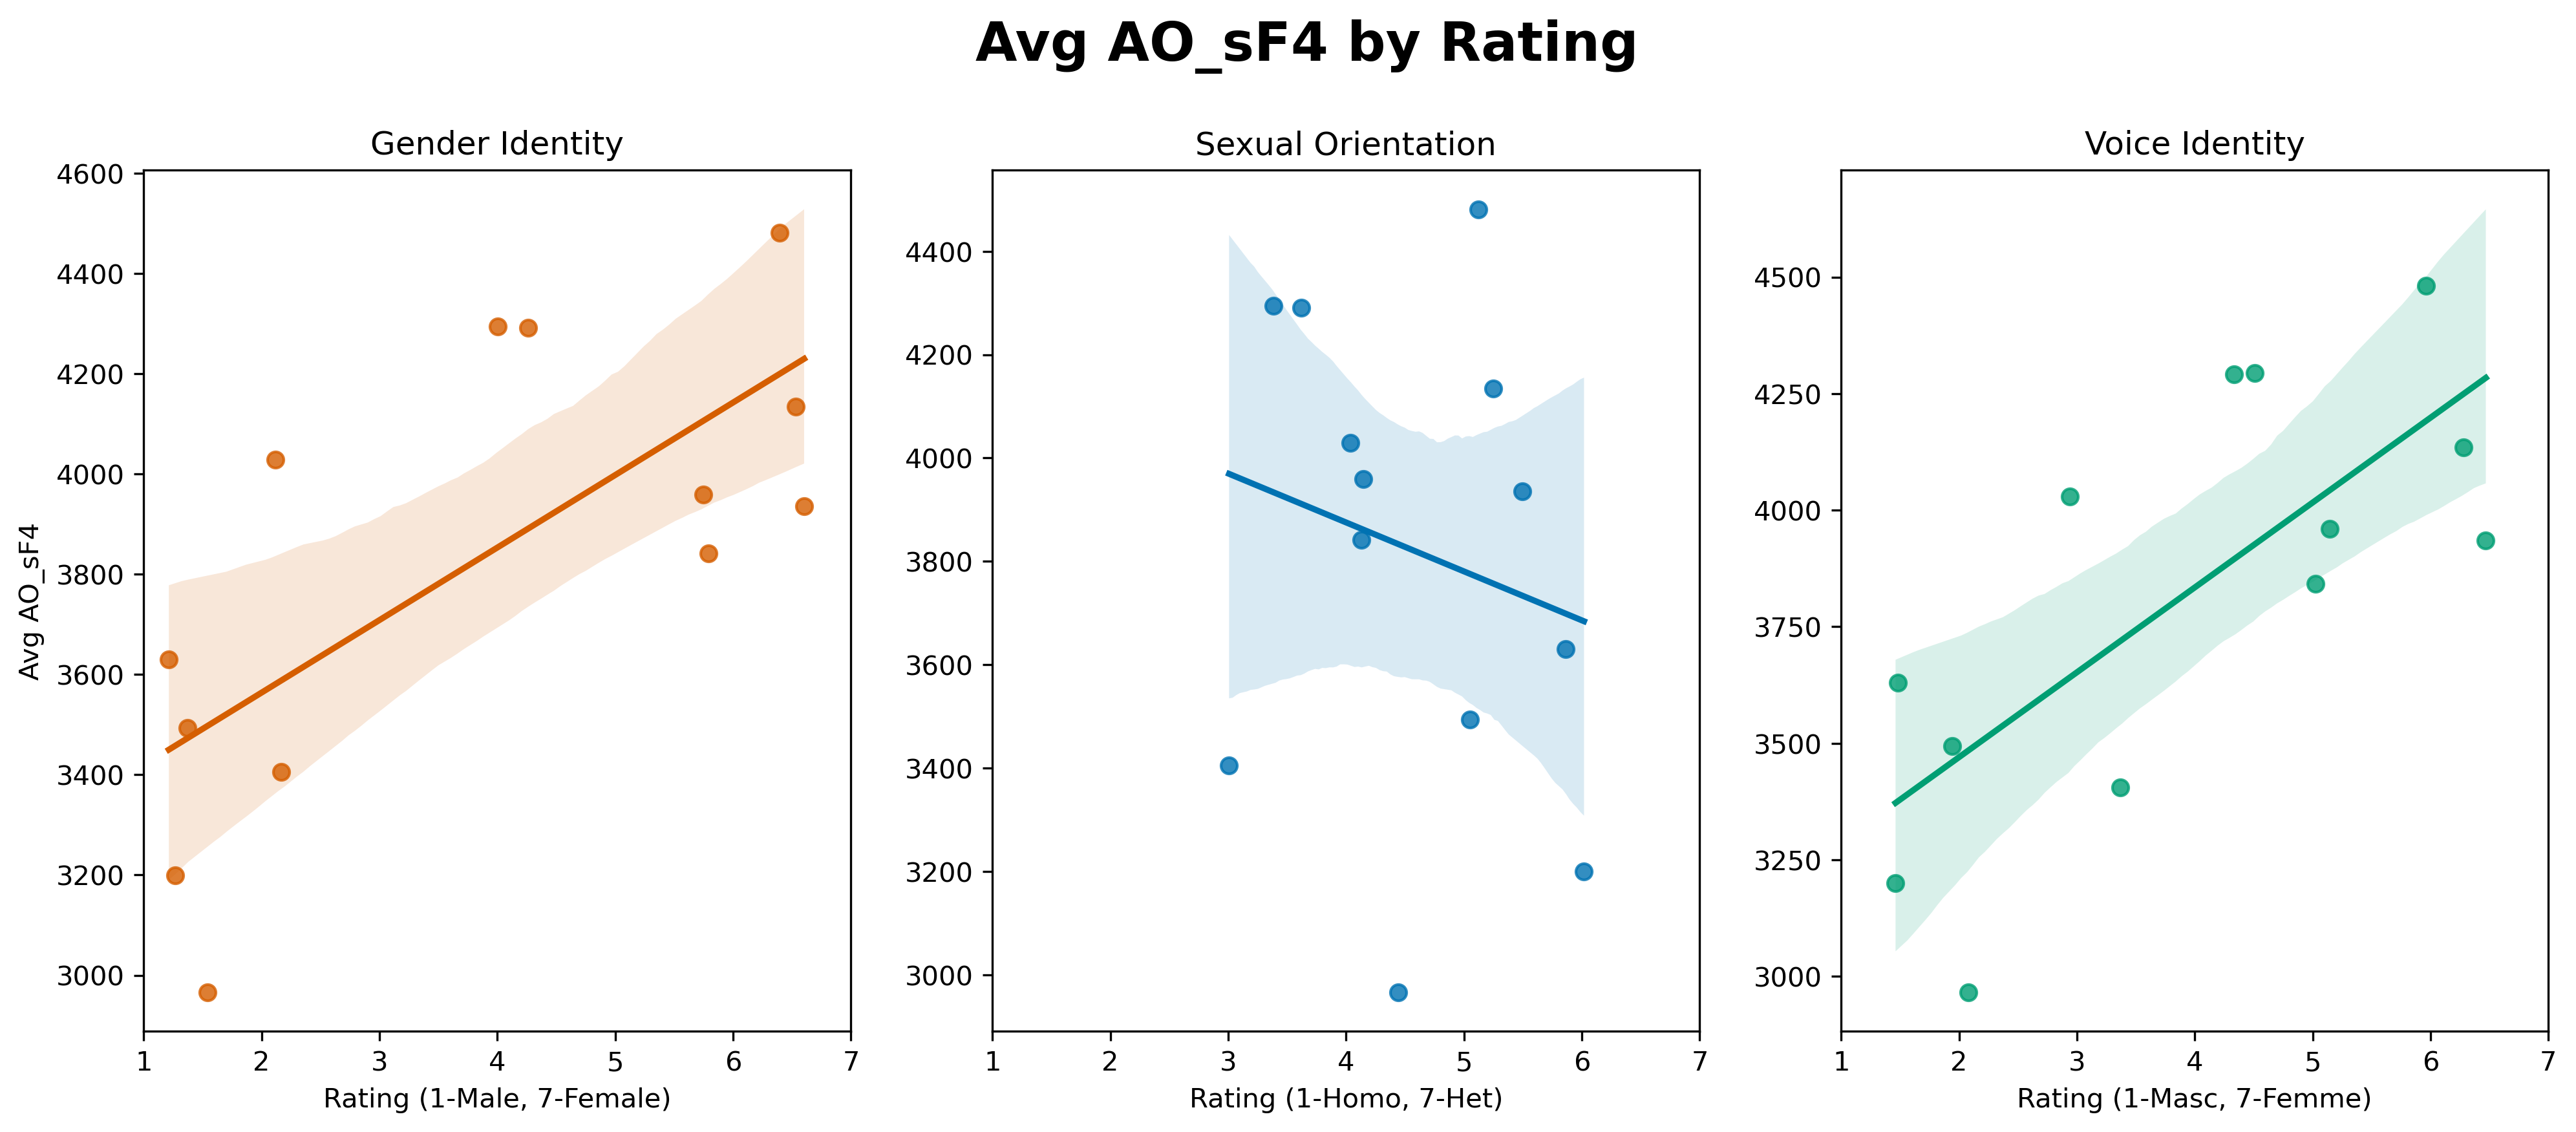 Avg AO_sF4 by Rating
Gender Identity
Sexual Orientation
Voice Identity
Avg AO_sF4
4600
4400
4200
4000
3800
3600
3400
3200
3000
1 2 3 4 5 6 7
Rating (1-Male, 7-Female)
4400
4200
4000
3800
3600
3400
3200
3000
1 2 3 4 5 6 7
Rating (1-Homo, 7-Het)
4500
4250
4000
3750
3500
3250
3000
1 2 3 4 5 6 7
Rating (1-Masc, 7-Femme)